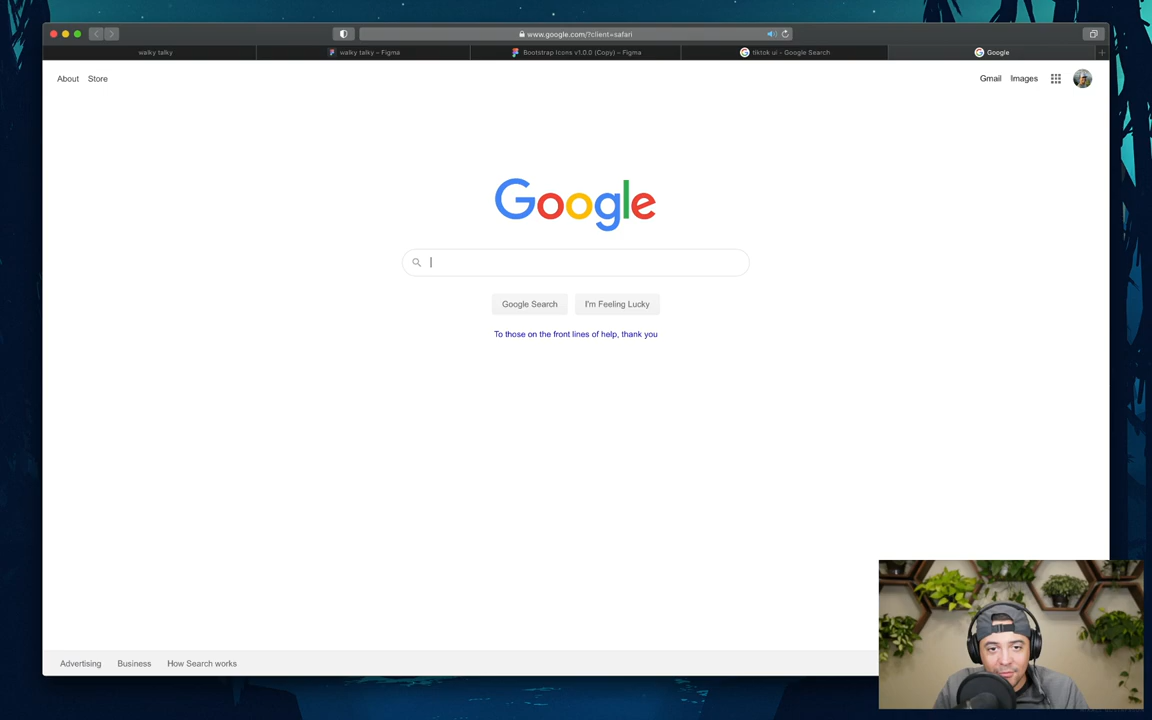 www.google.com/?client=safari
walky talky
walky talky – Figma
Bootstrap Icons v1.0.0 (Copy) – Figma
tiktok ui - Google Search
Google
About
Store
Gmail
Images
Google
Google Search
I'm Feeling Lucky
To those on the front lines of help, thank you
Advertising
Business
How Search works